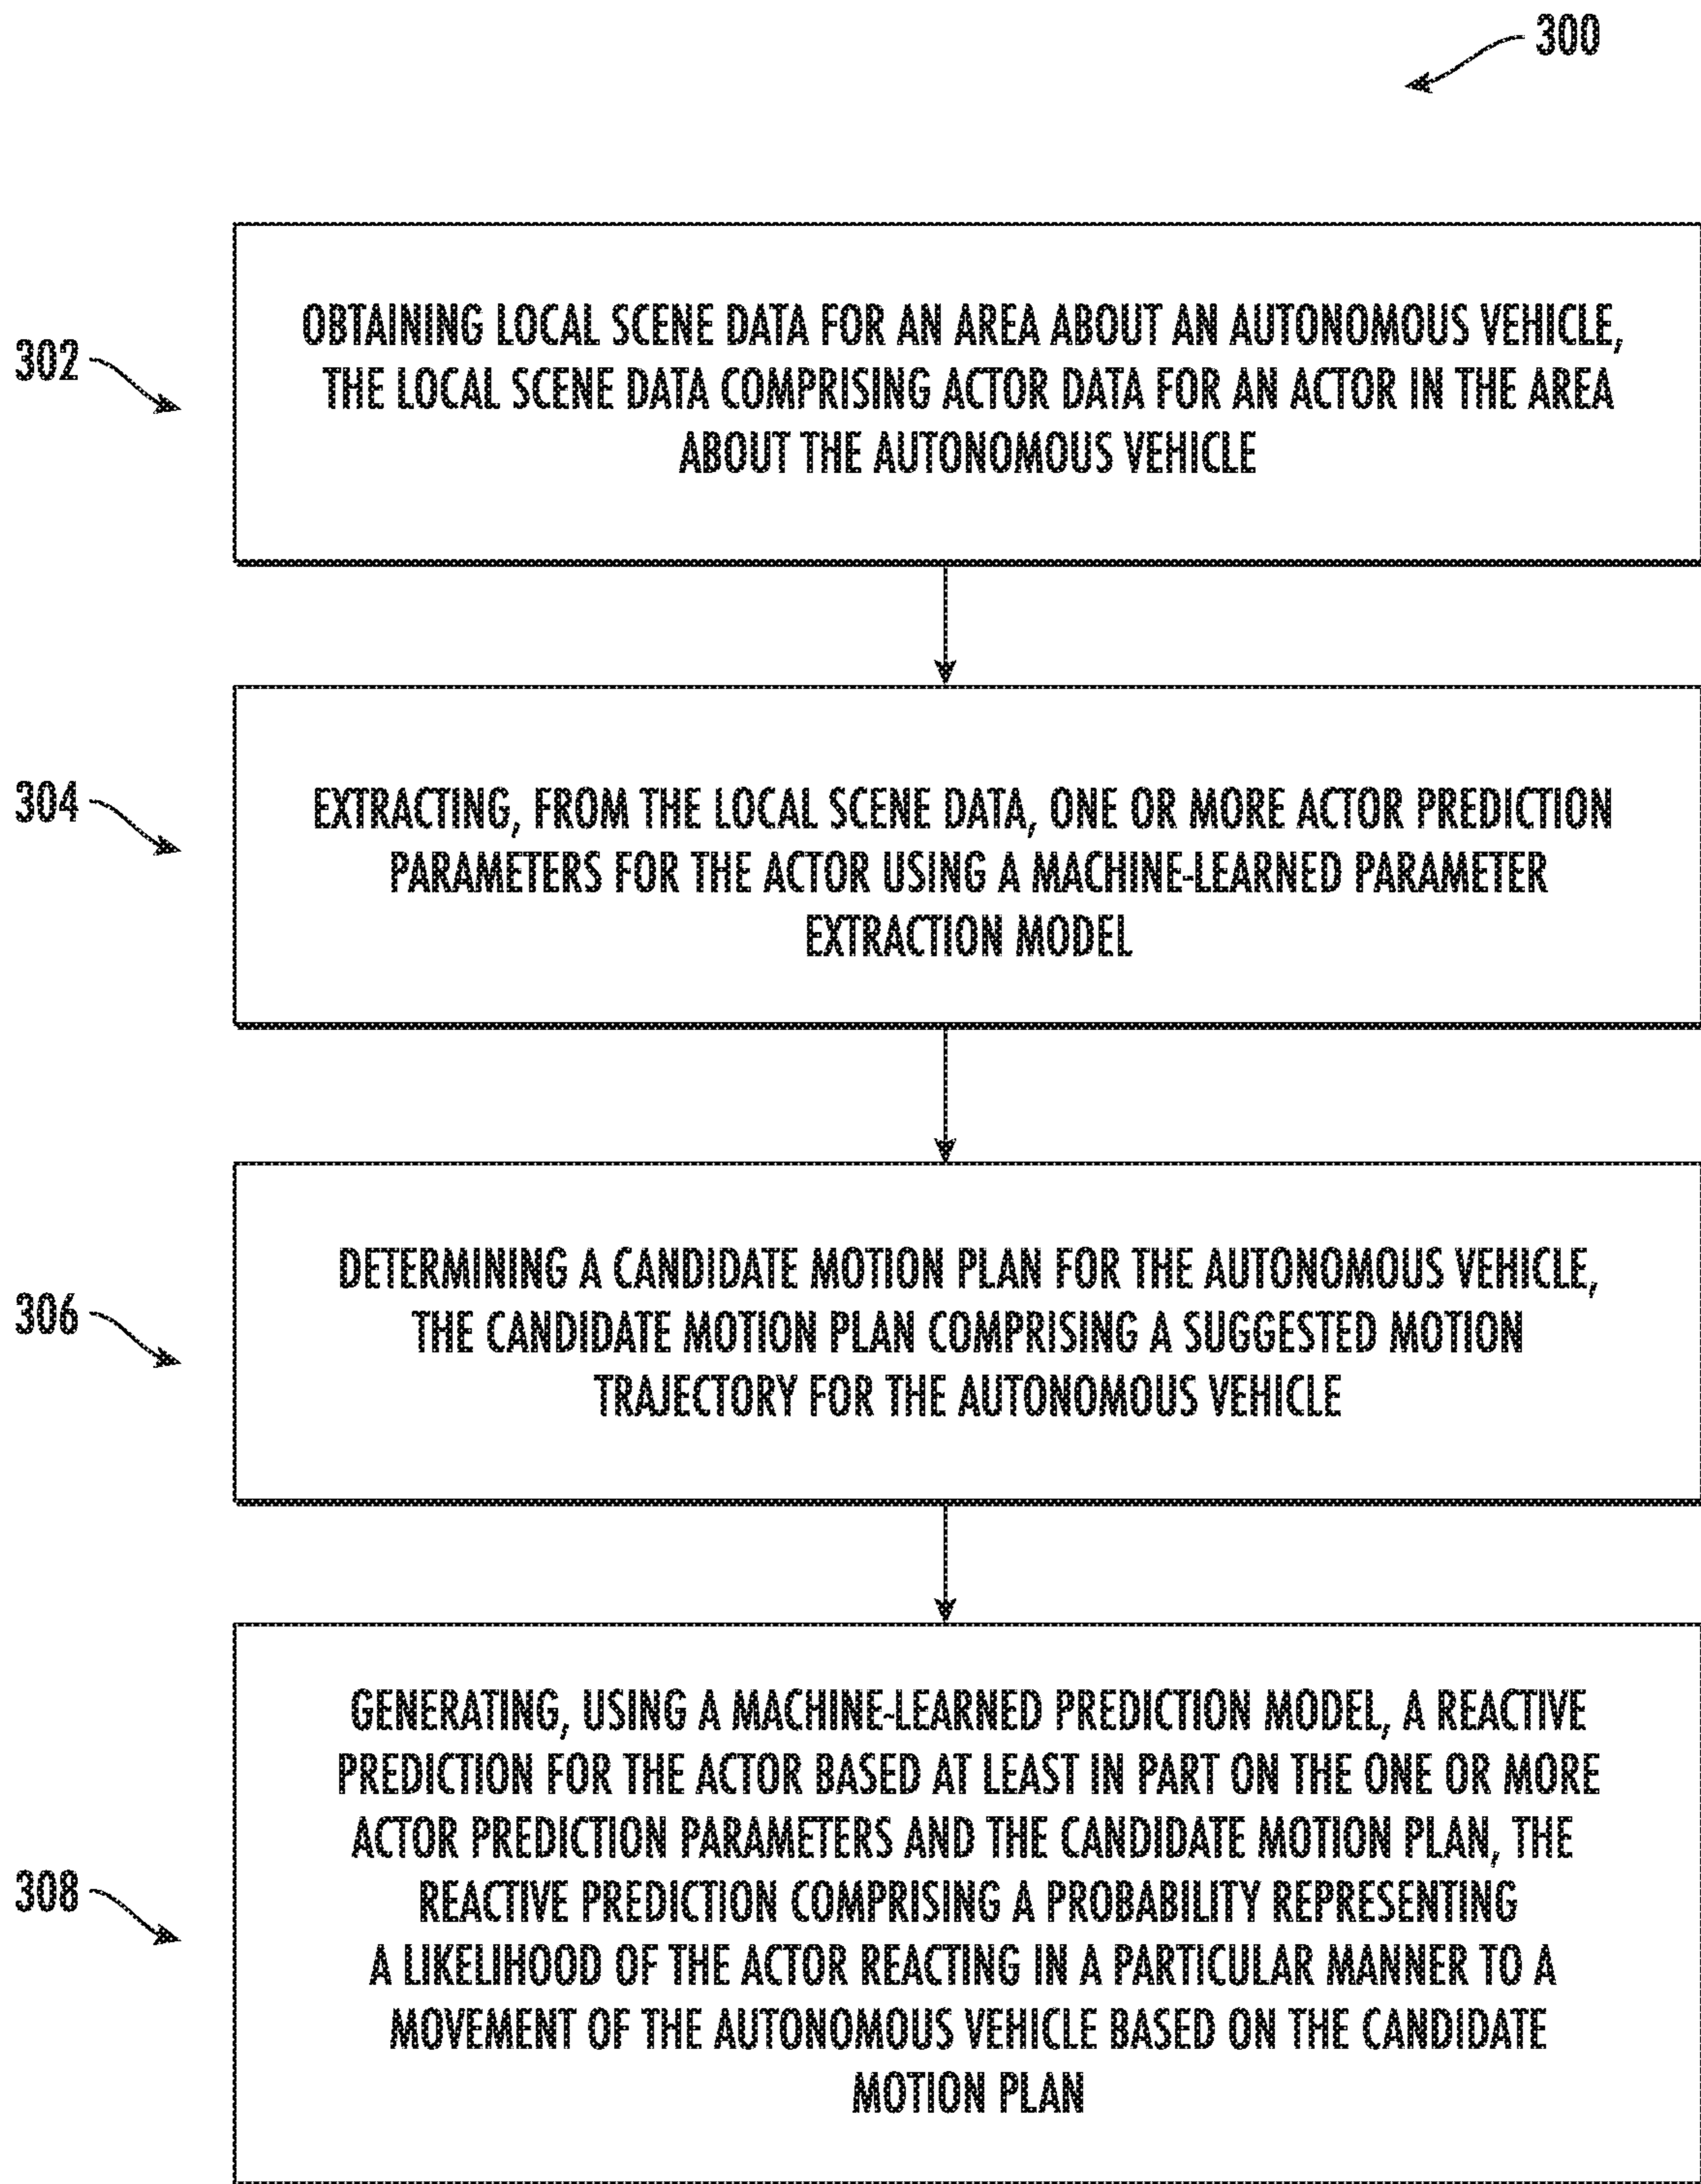 300
302
OBTAINING LOCAL SCENE DATA FOR AN AREA ABOUT AN AUTONOMOUS VEHICLE,
THE LOCAL SCENE DATA COMPRISING ACTOR DATA FOR AN ACTOR IN THE AREA
ABOUT THE AUTONOMOUS VEHICLE
304
EXTRACTING, FROM THE LOCAL SCENE DATA, ONE OR MORE ACTOR PREDICTION
PARAMETERS FOR THE ACTOR USING A MACHINE-LEARNED PARAMETER
EXTRACTION MODEL
306
DETERMINING A CANDIDATE MOTION PLAN FOR THE AUTONOMOUS VEHICLE,
THE CANDIDATE MOTION PLAN COMPRISING A SUGGESTED MOTION
TRAJECTORY FOR THE AUTONOMOUS VEHICLE
308
GENERATING, USING A MACHINE-LEARNED PREDICTION MODEL, A REACTIVE
PREDICTION FOR THE ACTOR BASED AT LEAST IN PART ON THE ONE OR MORE
ACTOR PREDICTION PARAMETERS AND THE CANDIDATE MOTION PLAN, THE
REACTIVE PREDICTION COMPRISING A PROBABILITY REPRESENTING
A LIKELIHOOD OF THE ACTOR REACTING IN A PARTICULAR MANNER TO A
MOVEMENT OF THE AUTONOMOUS VEHICLE BASED ON THE CANDIDATE
MOTION PLAN